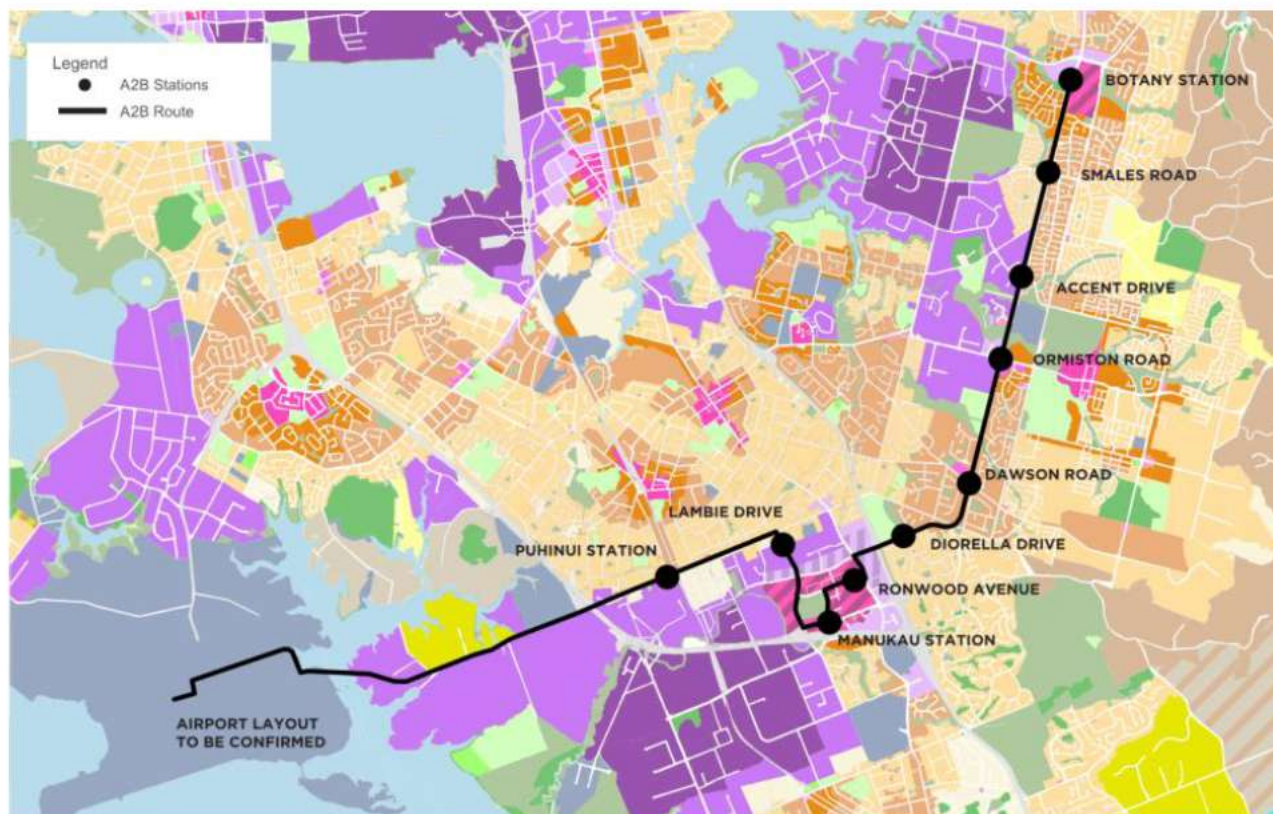 Legend
A2B Stations
A2B Route
BOTANY STATION
SMALES ROAD
ACCENT DRIVE
ORMISTON ROAD
DAWSON ROAD
LAMBIE DRIVE
DIORELLA DRIVE
PUHINUI STATION
RONWOOD AVENUE
MANUKAU STATION
AIRPORT LAYOUT
TO BE CONFIRMED